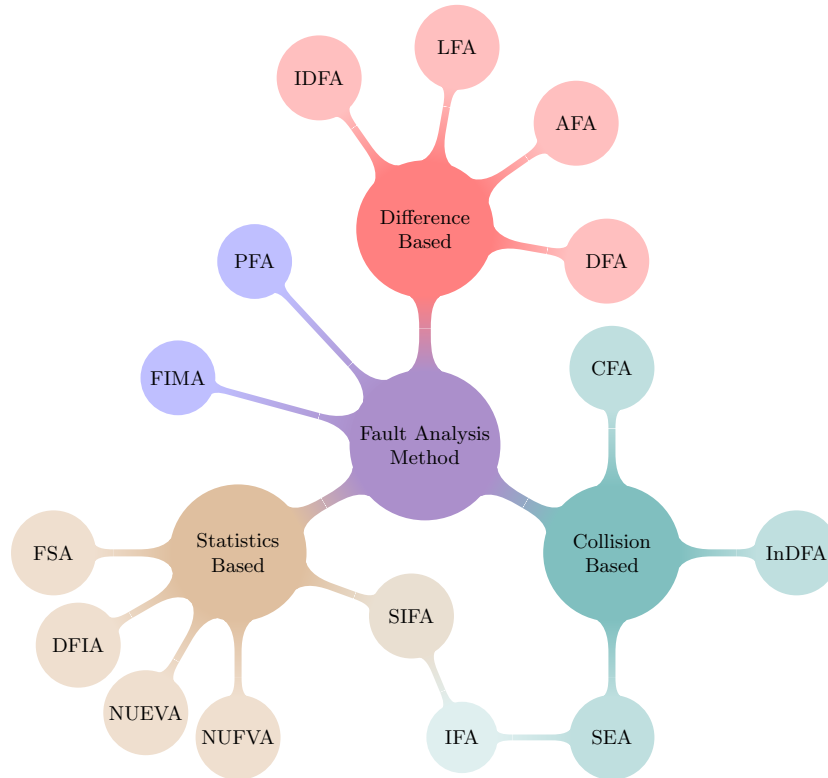 LFA
IDFA
AFA
Difference
Based
PFA
DFA
CFA
FIMA
Fault Analysis
Method
Statistics
Based
Collision
Based
FSA
InDFA
SIFA
DFIA
NUEVA
NUFVA
IFA
SEA